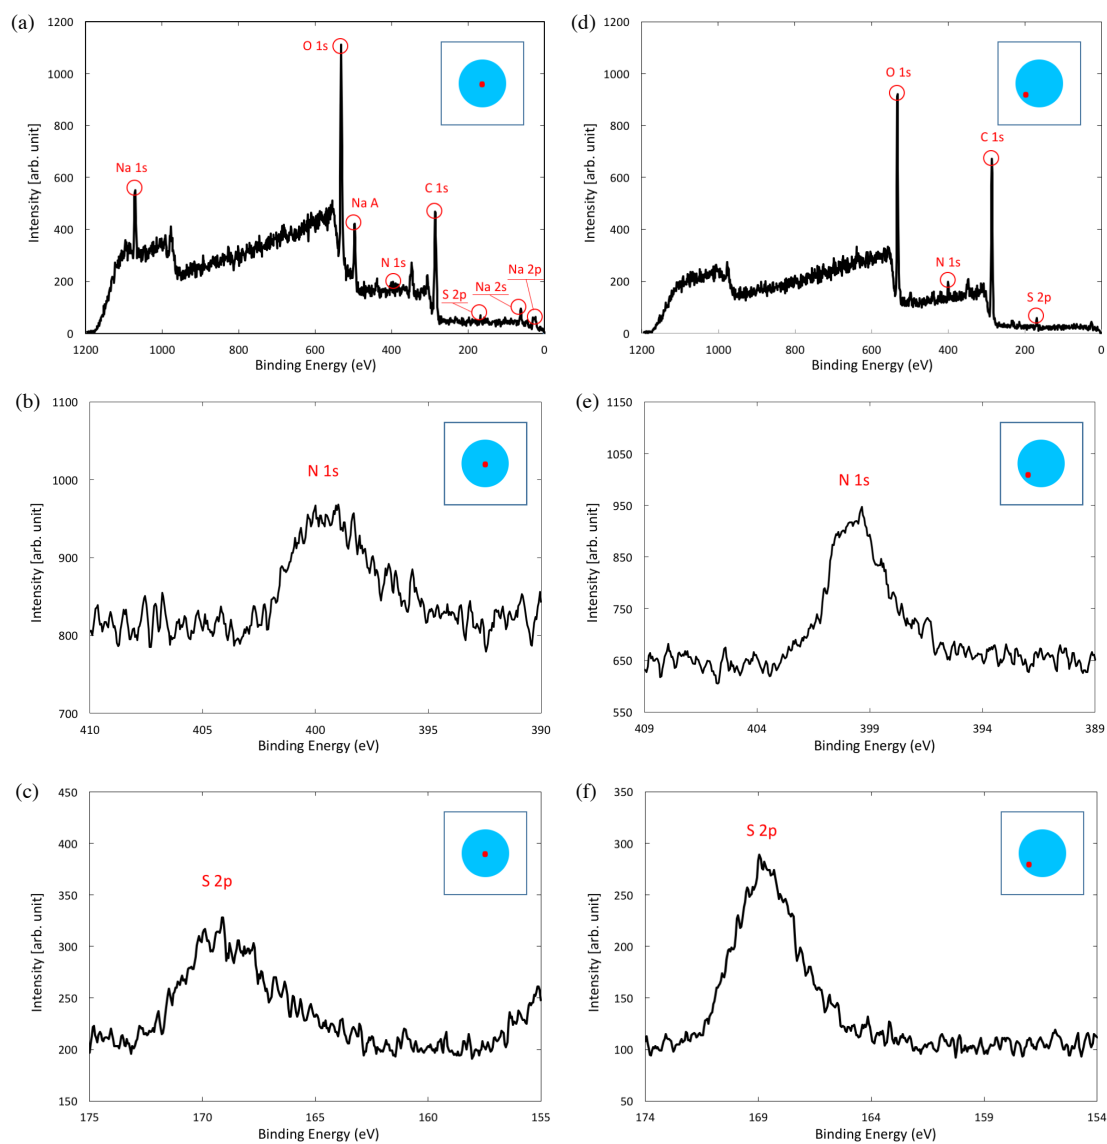 (a)
1200
1000
800
600
400
200
0
Intensity [arb. unit]
O 1s
Na 1s
Na A
C 1s
N 1s
S 2p
Na 2s
Na 2p
1200 1000 800 600 400 200 0
Binding Energy (eV)
(d)
1200
1000
800
600
400
200
0
Intensity [arb. unit]
O 1s
C 1s
N 1s
S 2p
1200 1000 800 600 400 200 0
Binding Energy (eV)
(b)
1100
1000
900
800
700
Intensity [arb. unit]
N 1s
410 405 400 395 390
Binding Energy (eV)
(e)
1150
1050
950
850
750
650
550
Intensity [arb. unit]
N 1s
409 404 399 394 389
Binding Energy (eV)
(c)
450
400
350
300
250
200
150
Intensity [arb. unit]
S 2p
175 170 165 160 155
Binding Energy (eV)
(f)
350
300
250
200
150
100
50
Intensity [arb. unit]
S 2p
174 169 164 159 154
Binding Energy (eV)